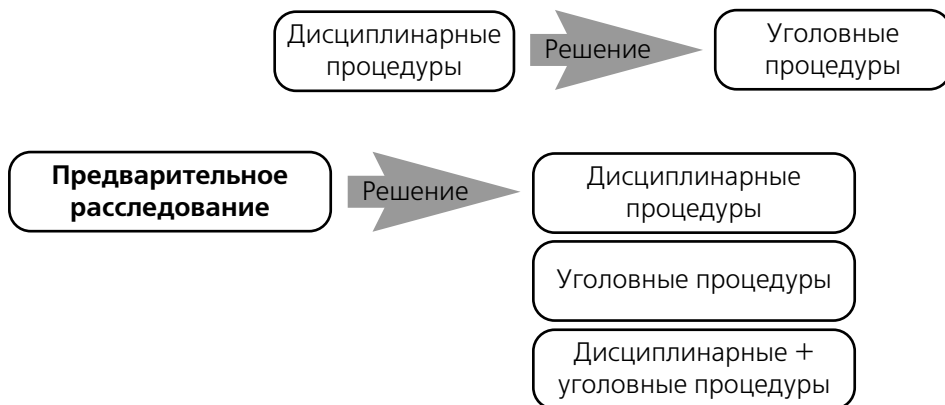 Дисциплинарные
процедуры
Решение
Уголовные
процедуры
Предварительное
расследование
Решение
Дисциплинарные
процедуры
Уголовные процедуры
Дисциплинарные +
уголовные процедуры